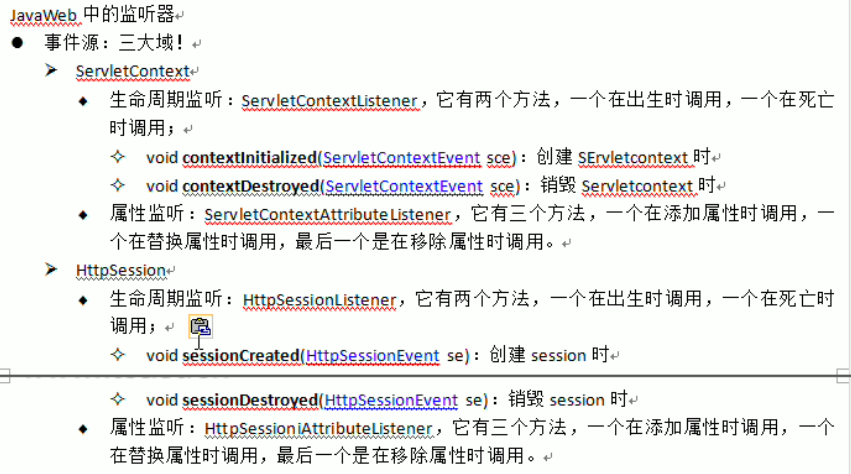 JavaWeb 中的监听器
● 事件源：三大域！
➢ ServletContext
◆ 生命周期监听：ServletContextListener，它有两个方法，一个在出生时调用，一个在死亡
时调用；
✧ void contextInitialized(ServletContextEvent sce)：创建 SErvletcontext 时
✧ void contextDestroyed(ServletContextEvent sce)：销毁 Servletcontext 时
◆ 属性监听：ServletContextAttributeListener，它有三个方法，一个在添加属性时调用，一
个在替换属性时调用，最后一个是在移除属性时调用。
➢ HttpSession
◆ 生命周期监听：HttpSessionListener，它有两个方法，一个在出生时调用，一个在死亡时
调用；
✧ void sessionCreated(HttpSessionEvent se)：创建 session 时
✧ void sessionDestroyed(HttpSessionEvent se)：销毁 session 时
◆ 属性监听：HttpSessioniAttributeListener，它有三个方法，一个在添加属性时调用，一个
在替换属性时调用，最后一个是在移除属性时调用。